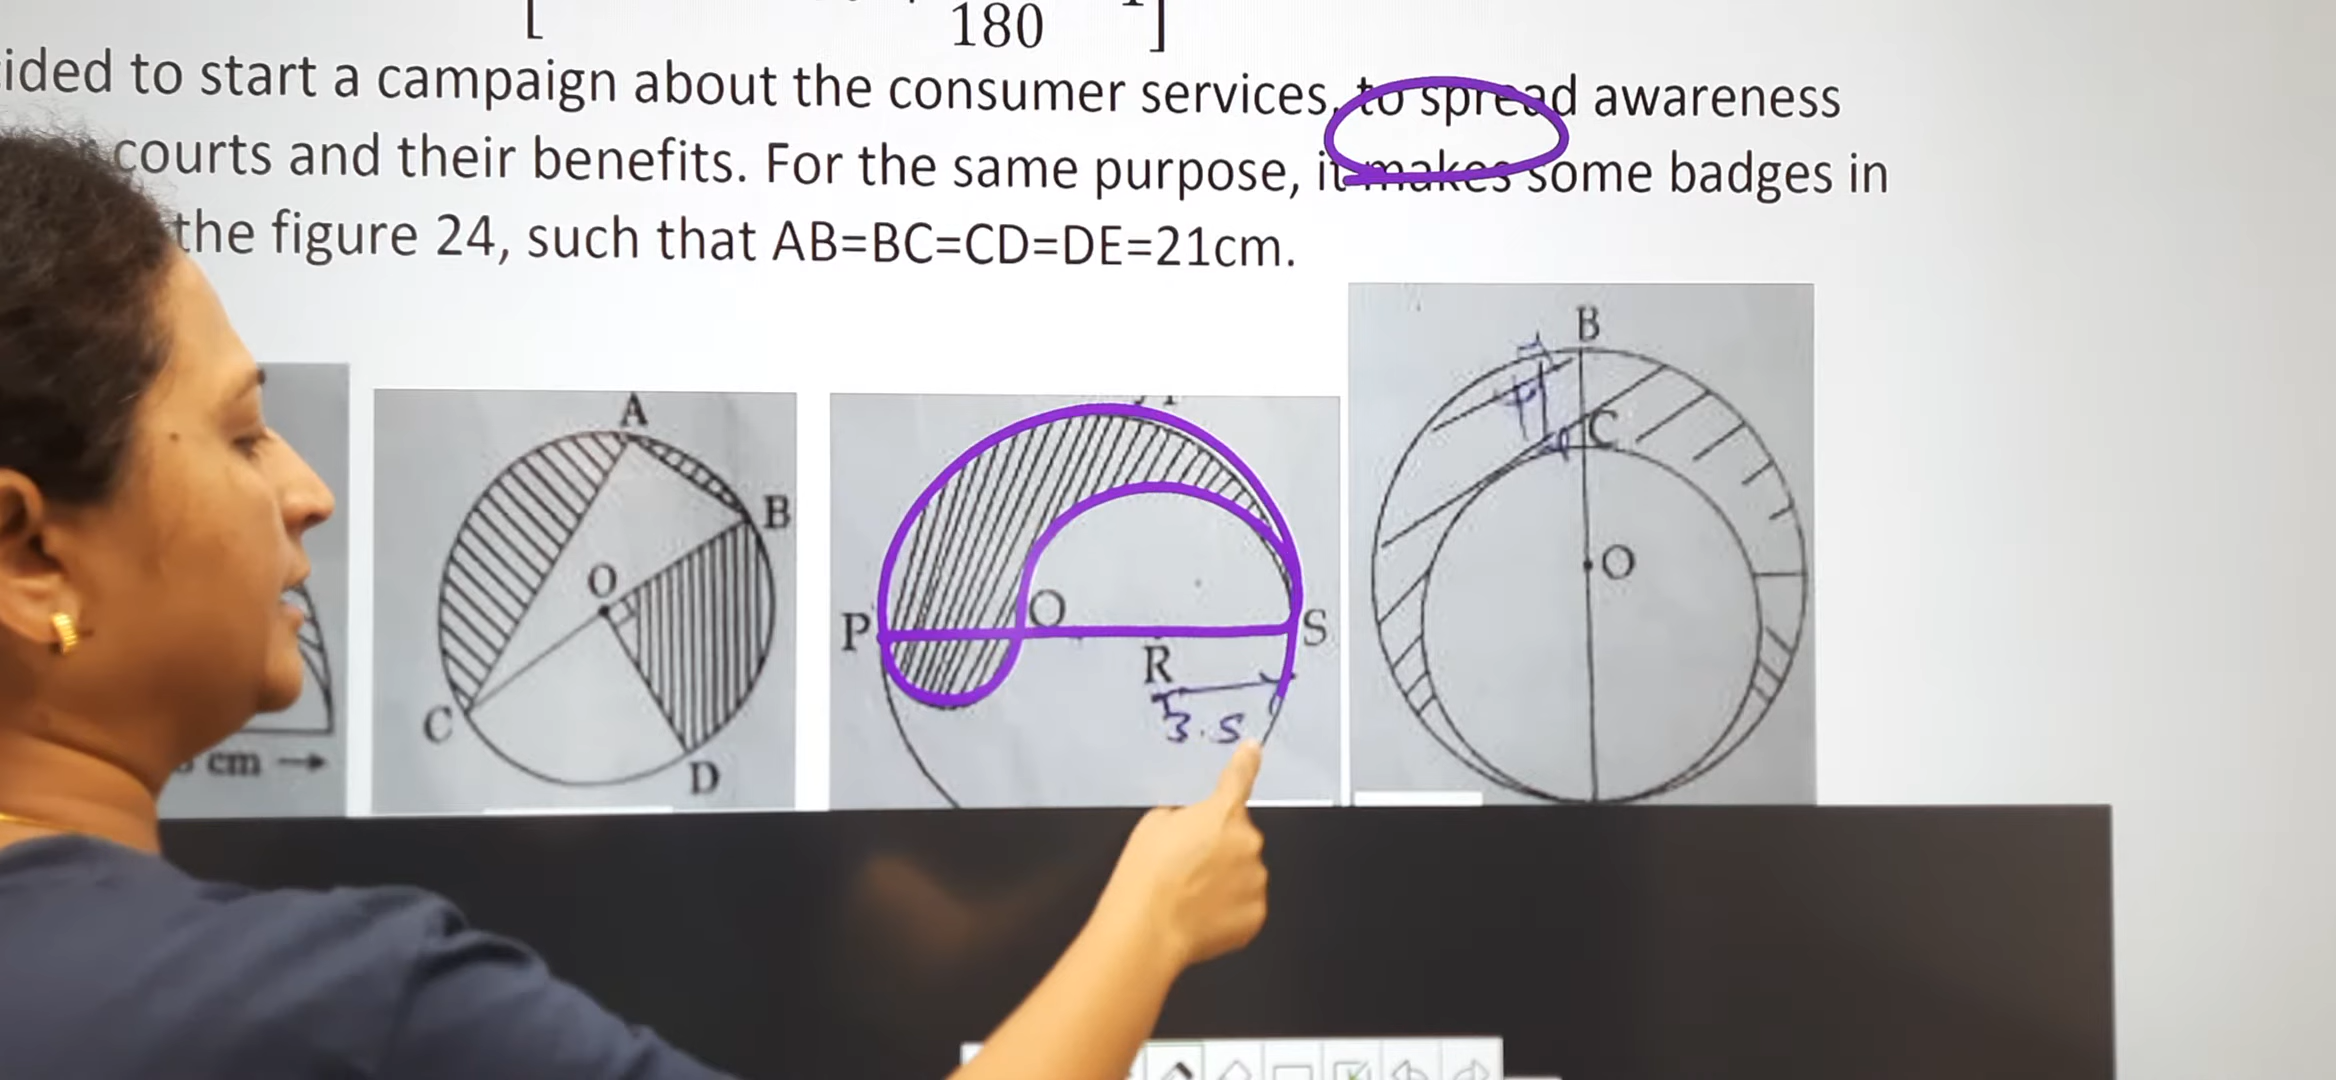 180
ided to start a campaign about the consumer services, to spread awareness
courts and their benefits. For the same purpose, it makes some badges in
the figure 24, such that AB=BC=CD=DE=21cm.
cm
A
B
O
C
D
P
O
S
R
3.5
B
C
O